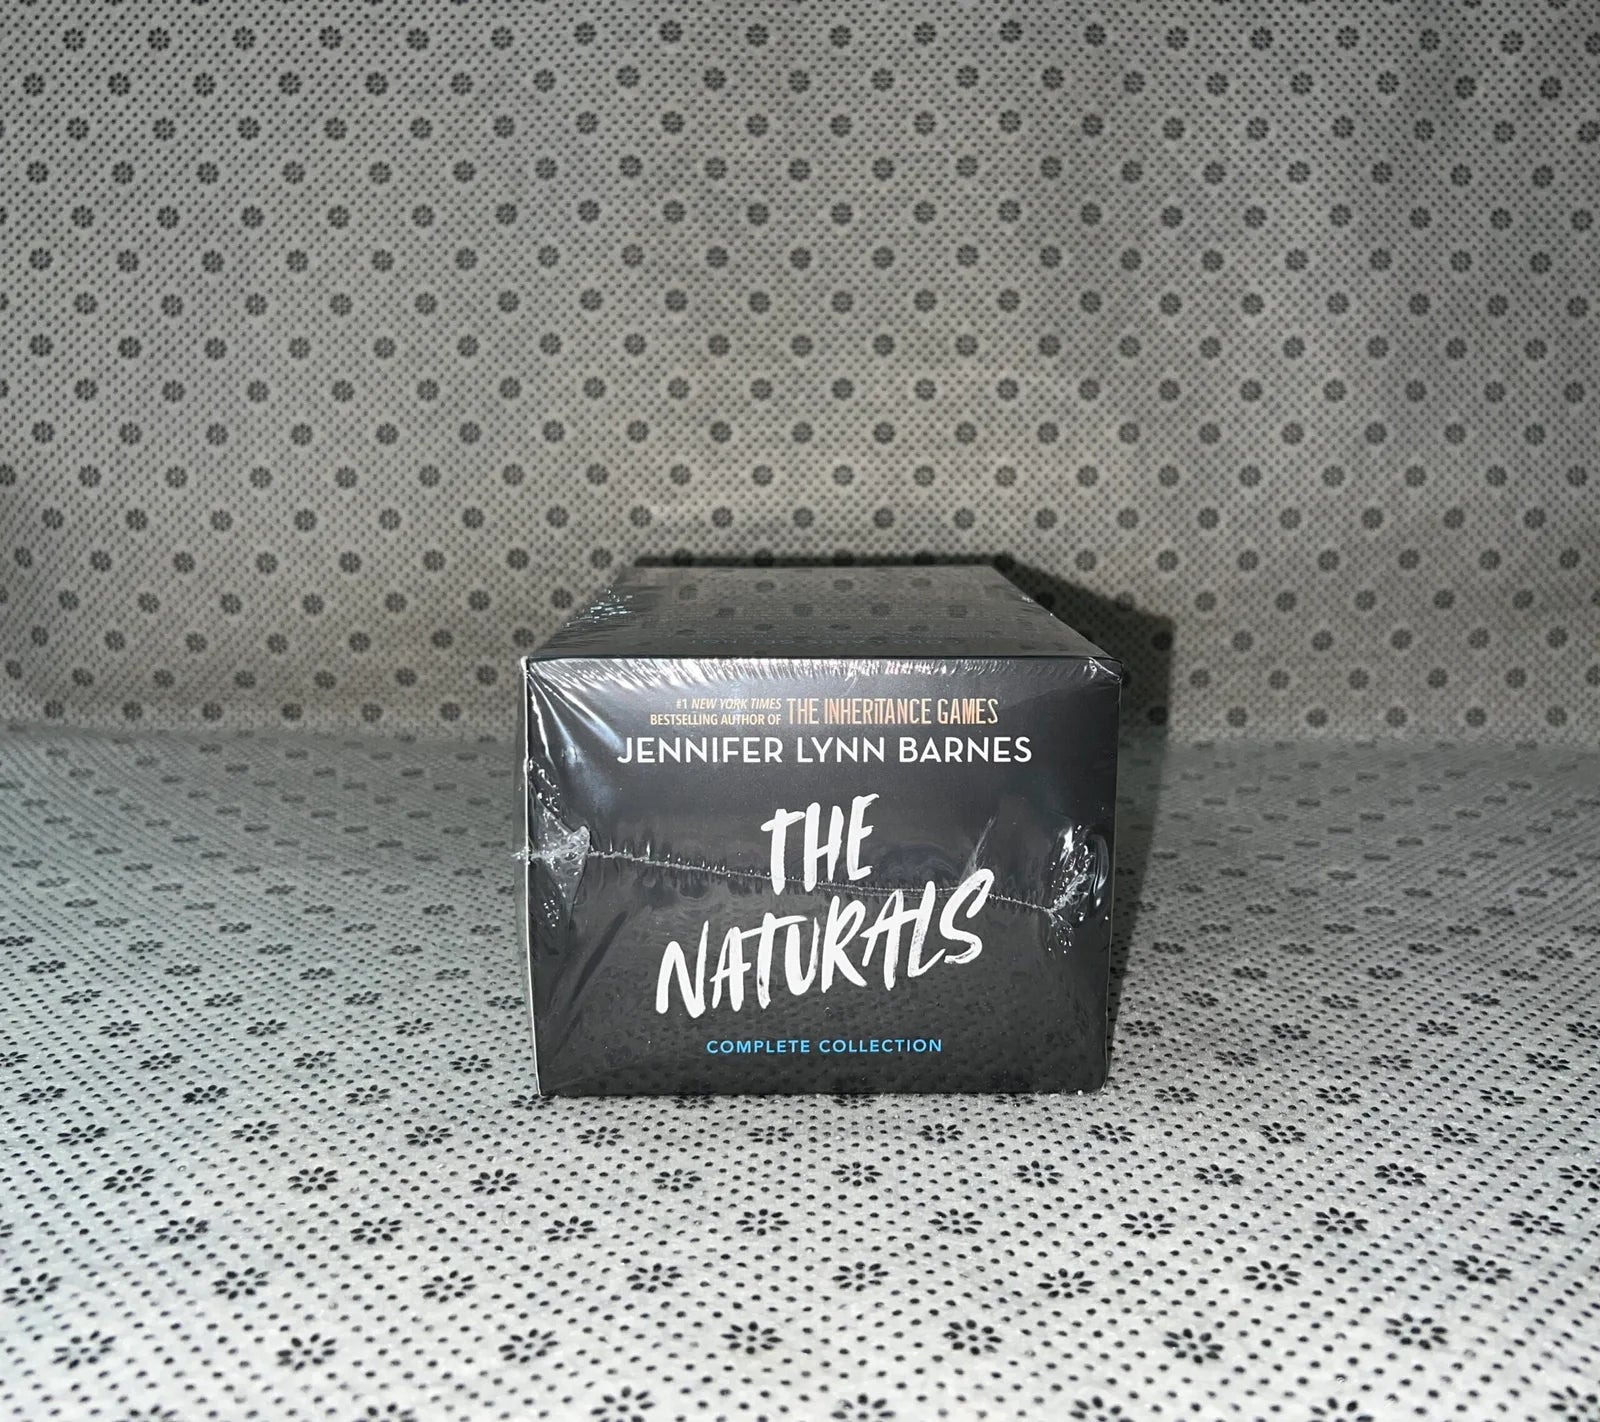 #1 NEW YORK TIMES
BESTSELLING AUTHOR OF THE INHERITANCE GAMES
JENNIFER LYNN BARNES
THE
NATURALS
COMPLETE COLLECTION